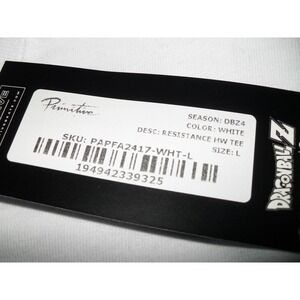 Primitive
SEASON: DBZ4
COLOR: WHITE
DESC: RESISTANCE HW TEE
SIZE: L
SKU: PAPFA2417-WHT-L
194942339325
DRAGON BALL Z